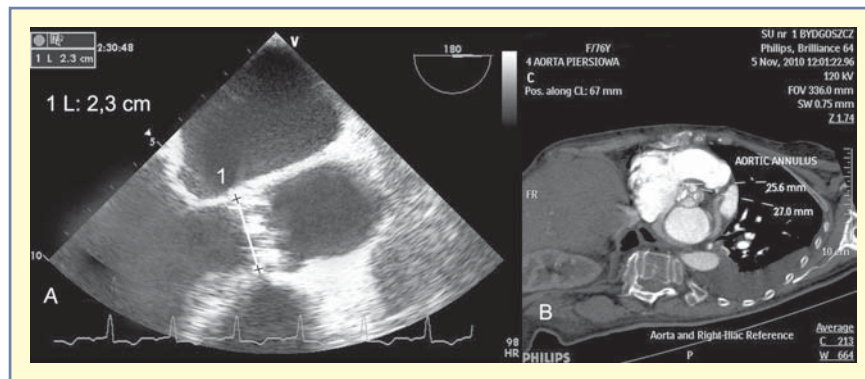 2:30:48
1 L 2.3 cm
V
180
1 L: 2,3 cm
5
1
10
A
98
HR
SU nr 1 BYDGOSZCZ
F/76Y
Philips, Brilliance 64
4 AORTA PIERSIOWA
5 Nov, 2010 12:01:22.96
C
120 kV
Pos. along CL: 67 mm
FOV 336.0 mm
SW 0.75 mm
Z 1.74
AORTIC ANNULUS
25.6 mm
27.0 mm
FR
10 cm
B
Aorta and Right-Iliac Reference
Average
C 213
W 664
PHILIPS
P